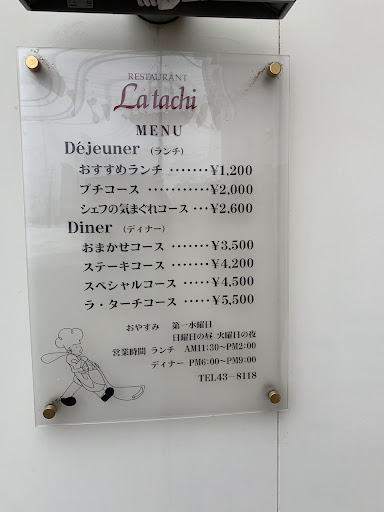 RESTAURANT
La tachi
MENU
Déjeuner (ランチ)
おすすめランチ ‥‥‥‥¥1,200
プチコース ‥‥‥‥‥¥2,000
シェフの気まぐれコース ‥‥¥2,600
Diner (ディナー)
おまかせコース ‥‥‥‥¥3,500
ステーキコース ‥‥‥‥¥4,200
スペシャルコース ‥‥‥¥4,500
ラ・ターチコース ‥‥‥¥5,500
おやすみ 第一水曜日
日曜日の昼 火曜日の夜
営業時間 ランチ AM11:30〜PM2:00
ディナー PM6:00〜PM9:00
TEL43-8118